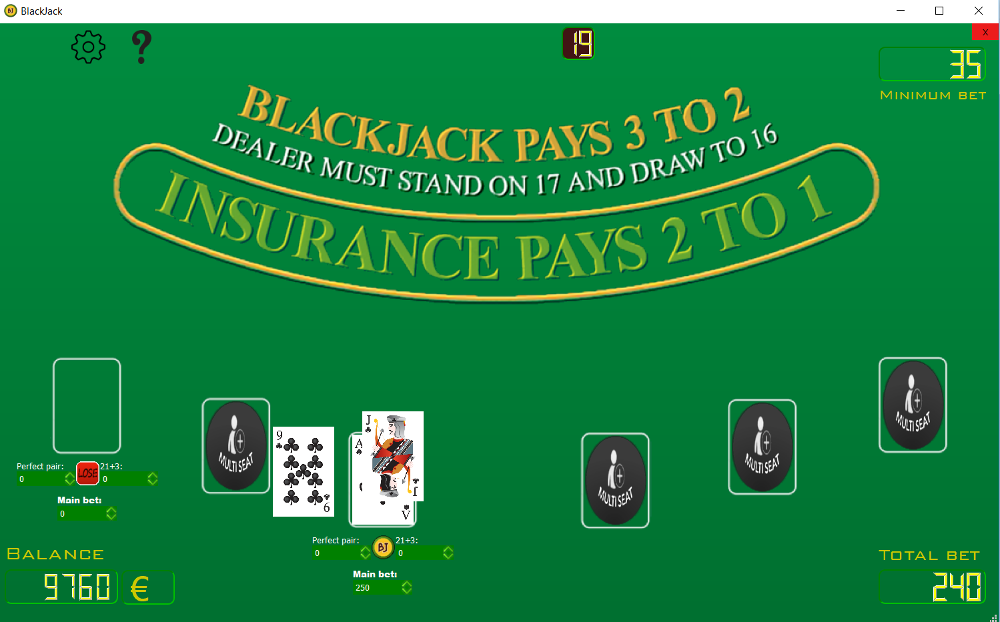 BlackJack
19
x
35
MINIMUM BET
BLACKJACK PAYS 3 TO 2
DEALER MUST STAND ON 17 AND DRAW TO 16
INSURANCE PAYS 2 TO 1
MULTI SEAT
MULTI SEAT
MULTI SEAT
MULTI SEAT
9
9
J
J
A
A
Perfect pair:
LOSE
21+3:
0
0
Main bet:
0
Perfect pair:
BJ
21+3:
0
0
Main bet:
250
BALANCE
9760
€
TOTAL BET
240